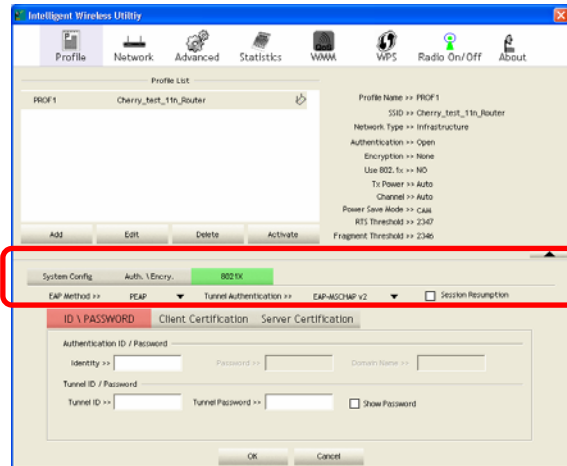 Intelligent Wireless Utiltiy
Profile Network Advanced Statistics QoS WMM WPS Radio On/Off About
Profile List
PROF1 Cherry_test_11n_Router
Add Edit Delete Activate
Profile Name >> PROF1
SSID >> Cherry_test_11n_Router
Network Type >> Infrastructure
Authentication >> Open
Encryption >> None
Use 802.1x >> NO
Tx Power >> Auto
Channel >> Auto
Power Save Mode >> CAM
RTS Threshold >> 2347
Fragment Threshold >> 2346
System Config Auth. \ Encry. 8021X
EAP Method >> PEAP Tunnel Authentication >> EAP-MSCHAP v2 Session Resumption
ID \ PASSWORD Client Certification Server Certification
Authentication ID / Password
Identity >> Password >> Domain Name >>
Tunnel ID / Password
Tunnel ID >> Tunnel Password >> Show Password
OK Cancel